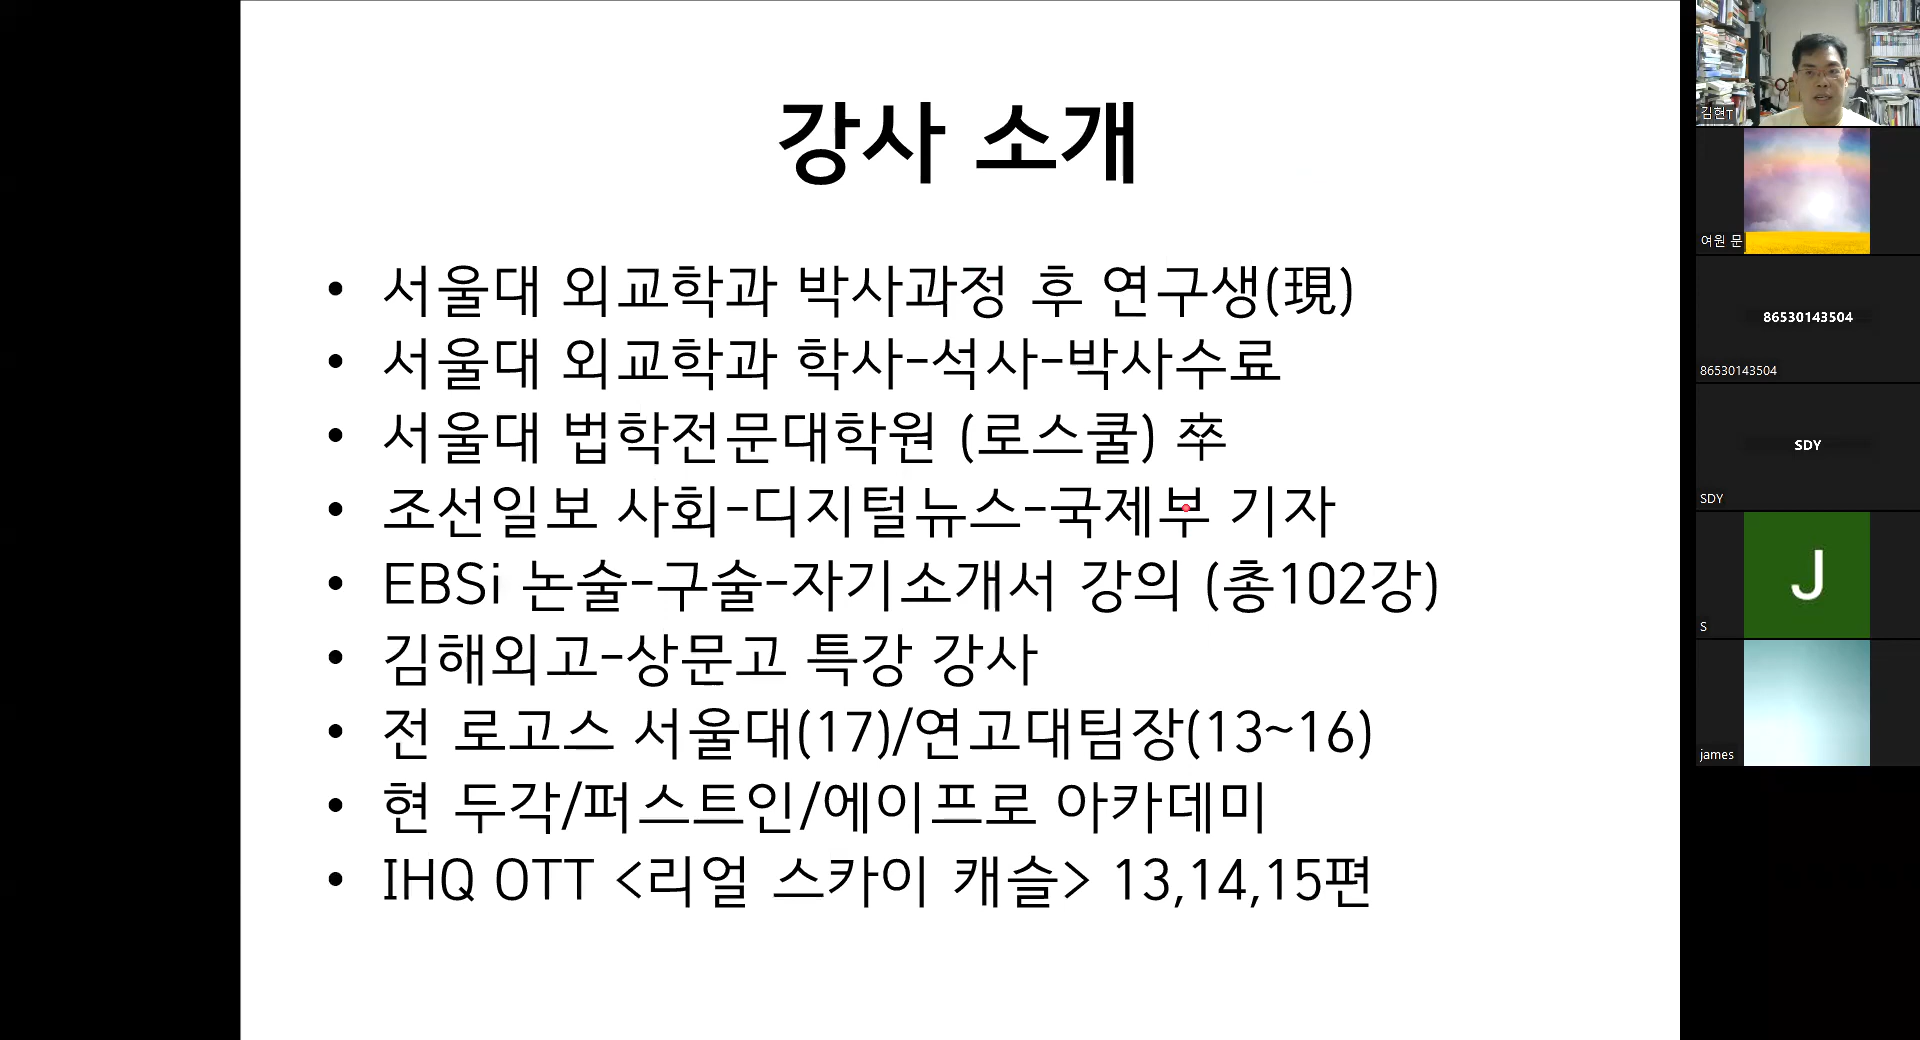 강사 소개
• 서울대 외교학과 박사과정 후 연구생(現)
• 서울대 외교학과 학사-석사-박사수료
• 서울대 법학전문대학원 (로스쿨) 卒
• 조선일보 사회-디지털뉴스-국제부 기자
• EBSi 논술-구술-자기소개서 강의 (총102강)
• 김해외고-상문고 특강 강사
• 전 로고스 서울대(17)/연고대팀장(13~16)
• 현 두각/퍼스트인/에이프로 아카데미
• IHQ OTT <리얼 스카이 캐슬> 13,14,15편
김현T
여원 문
86530143504
86530143504
SDY
SDY
J
S
james